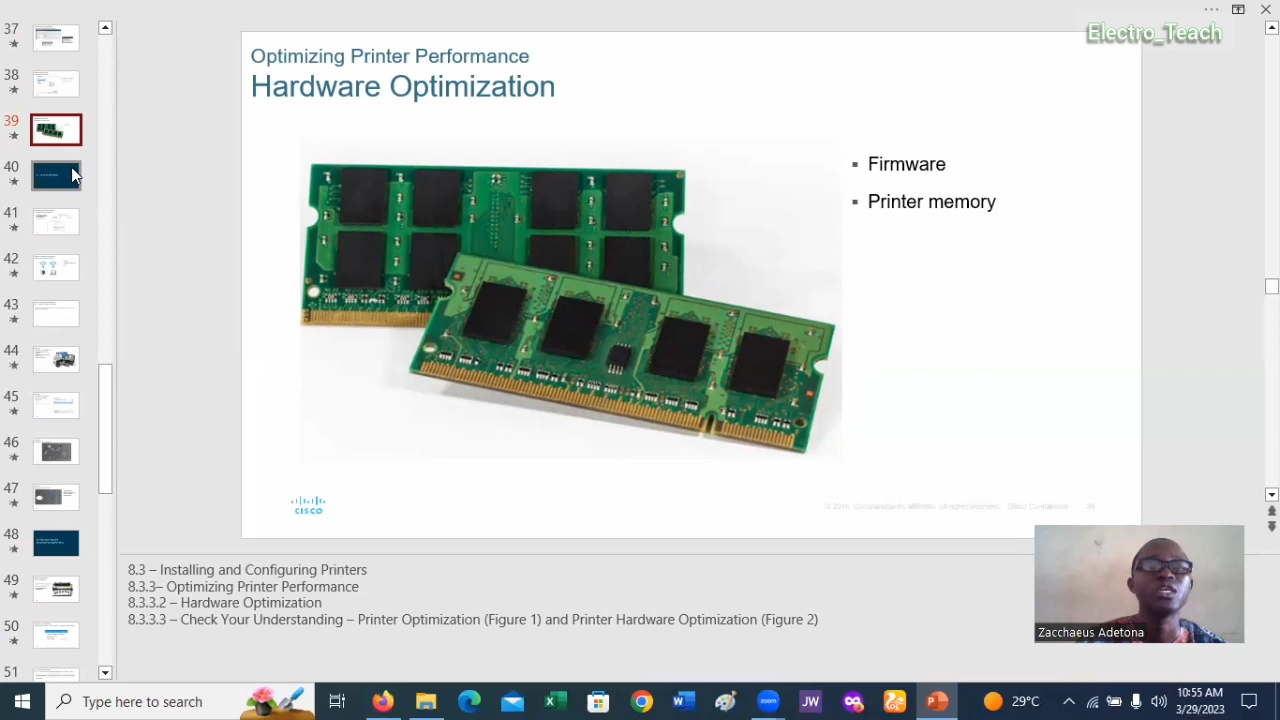 Electro_Teach
37
38
39
40
41
42
43
44
45
46
47
48
49
50
51
Optimizing Printer Performance
Hardware Optimization
▪ Firmware
▪ Printer memory
CISCO
8.3 – Installing and Configuring Printers
8.3.3– Optimizing Printer Performance
8.3.3.2 – Hardware Optimization
8.3.3.3 – Check Your Understanding – Printer Optimization (Figure 1) and Printer Hardware Optimization (Figure 2)
Zacchaeus Adetona
Type here to search
zoom
JW
29°C
10:55 AM
3/29/2023